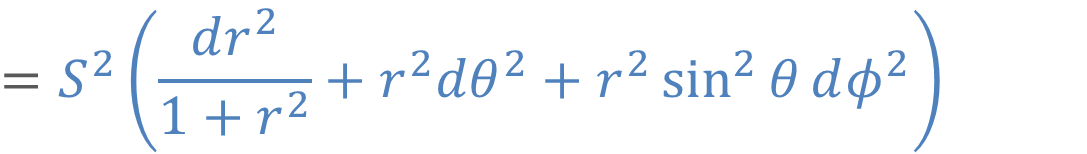 = S² ( dr² / (1 + r²) + r²dθ² + r² sin² θ dϕ² )